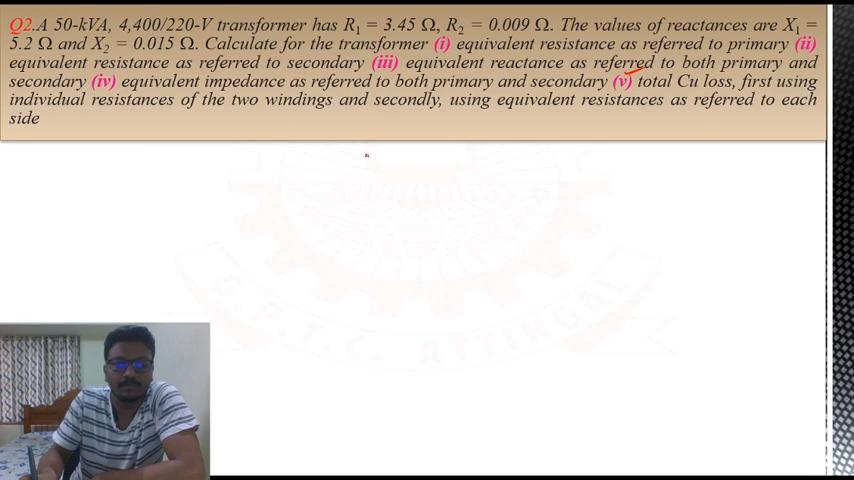 Q2.A 50-kVA, 4,400/220-V transformer has R₁ = 3.45 Ω, R₂ = 0.009 Ω. The values of reactances are X₁ =
5.2 Ω and X₂ = 0.015 Ω. Calculate for the transformer (i) equivalent resistance as referred to primary (ii)
equivalent resistance as referred to secondary (iii) equivalent reactance as referred to both primary and
secondary (iv) equivalent impedance as referred to both primary and secondary (v) total Cu loss, first using
individual resistances of the two windings and secondly, using equivalent resistances as referred to each
side
G.P.T.C. ATTINGAL